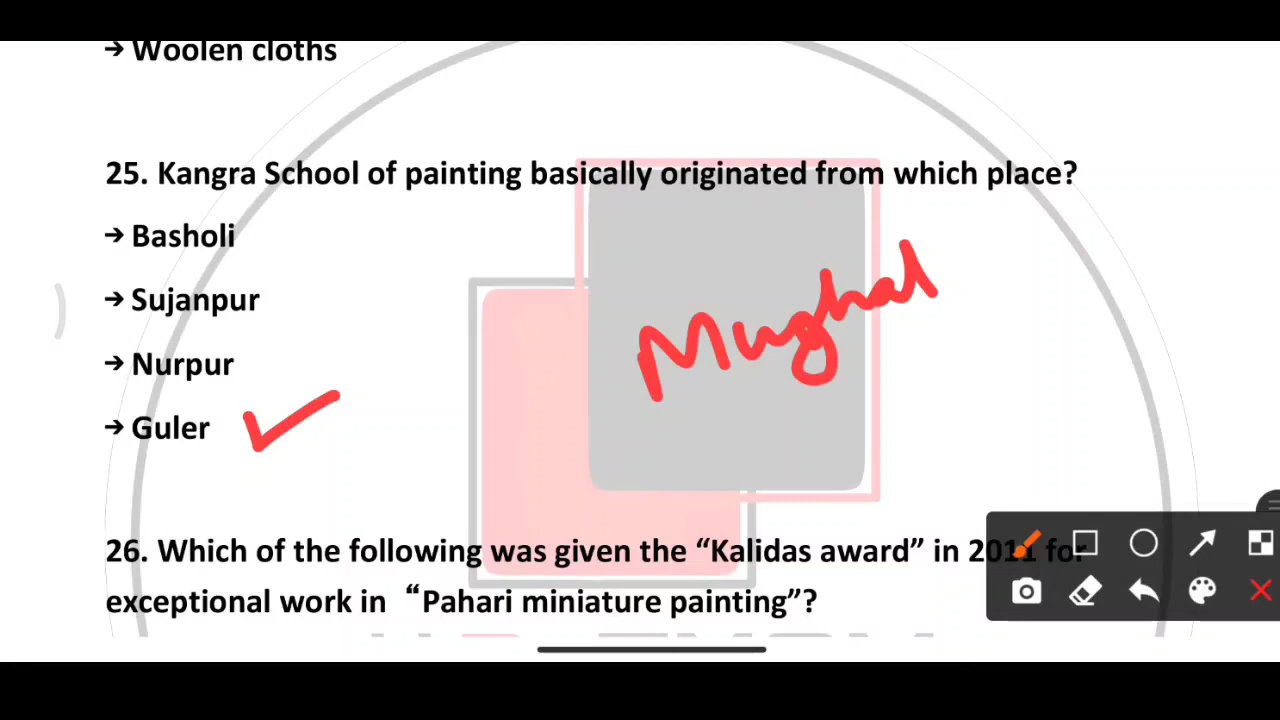 → Woolen cloths
25. Kangra School of painting basically originated from which place?
→ Basholi
→ Sujanpur
→ Nurpur
→ Guler
Mughal
26. Which of the following was given the “Kalidas award” in 2011 for
exceptional work in “Pahari miniature painting”?